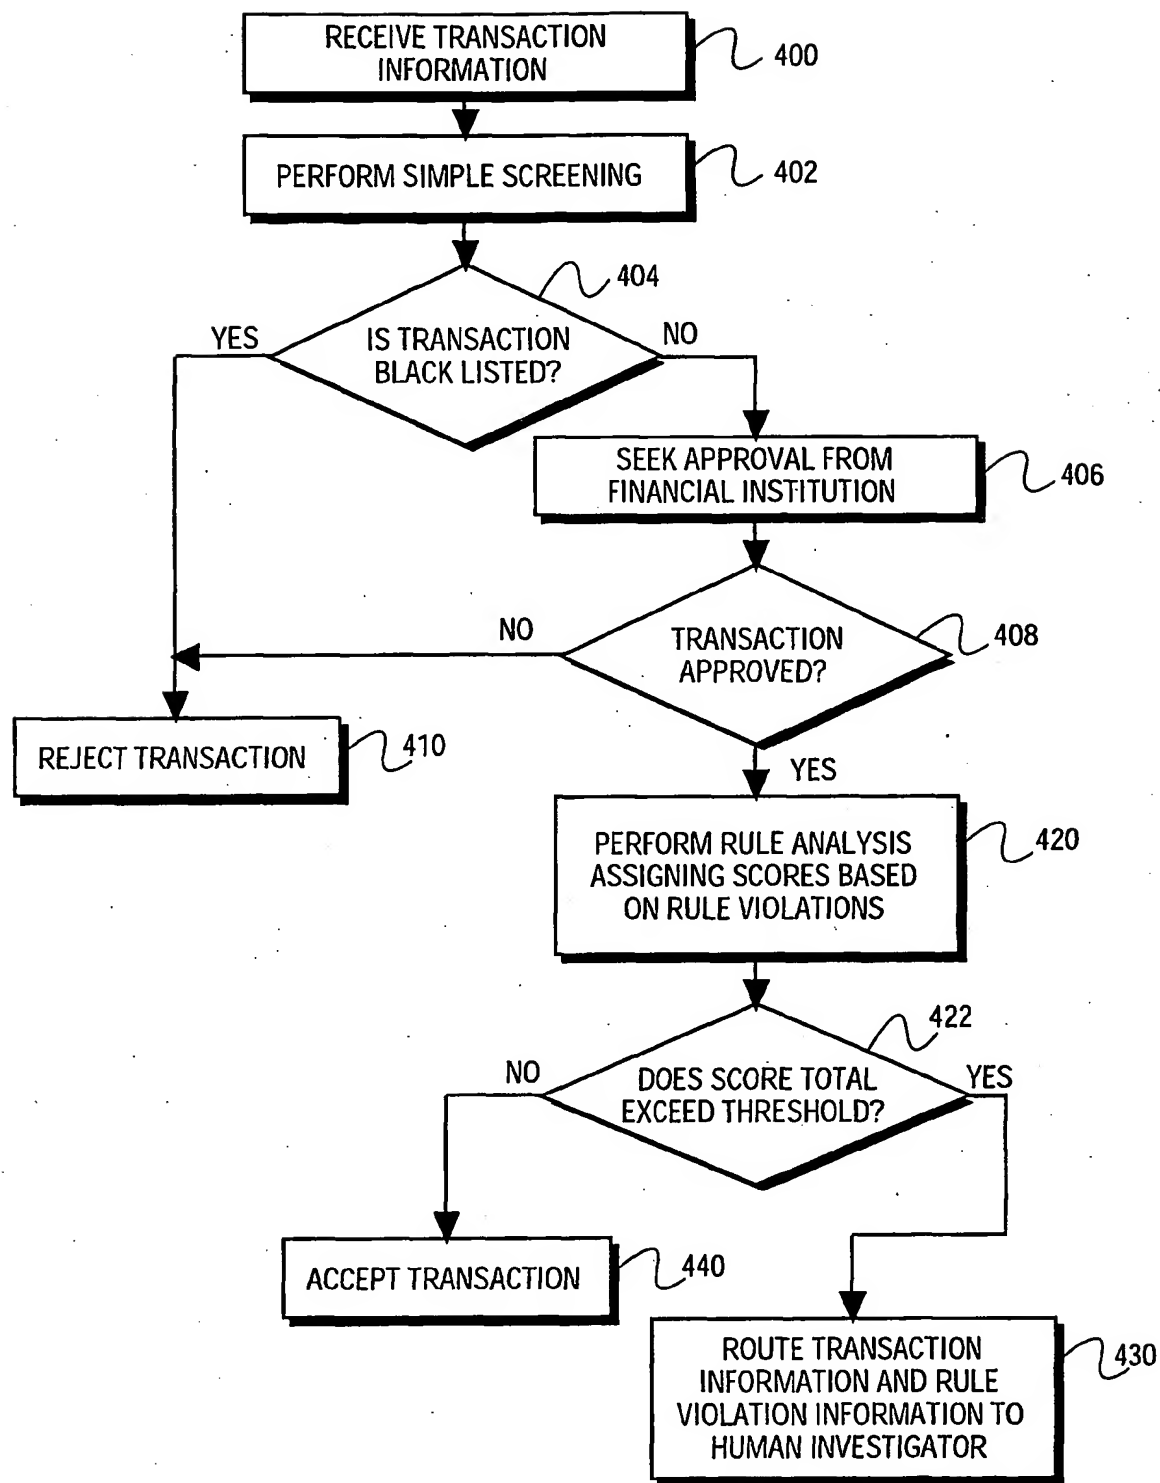 RECEIVE TRANSACTION
INFORMATION
400
PERFORM SIMPLE SCREENING
402
404
IS TRANSACTION
BLACK LISTED?
YES
NO
SEEK APPROVAL FROM
FINANCIAL INSTITUTION
406
TRANSACTION
APPROVED?
408
NO
YES
REJECT TRANSACTION
410
PERFORM RULE ANALYSIS
ASSIGNING SCORES BASED
ON RULE VIOLATIONS
420
422
DOES SCORE TOTAL
EXCEED THRESHOLD?
NO
YES
ACCEPT TRANSACTION
440
ROUTE TRANSACTION
INFORMATION AND RULE
VIOLATION INFORMATION TO
HUMAN INVESTIGATOR
430